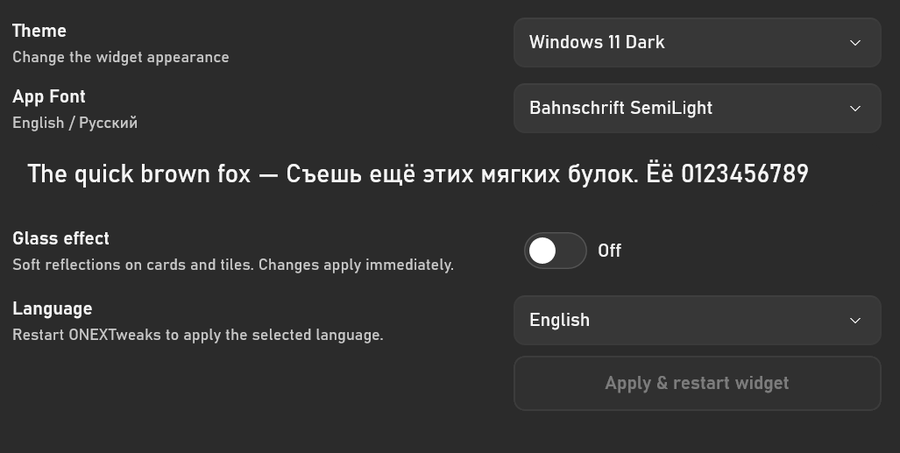 Theme
Change the widget appearance
Windows 11 Dark
App Font
English / Русский
Bahnschrift SemiLight
The quick brown fox — Съешь ещё этих мягких булок. Ёё 0123456789
Glass effect
Soft reflections on cards and tiles. Changes apply immediately.
Off
Language
Restart ONEXTweaks to apply the selected language.
English
Apply & restart widget